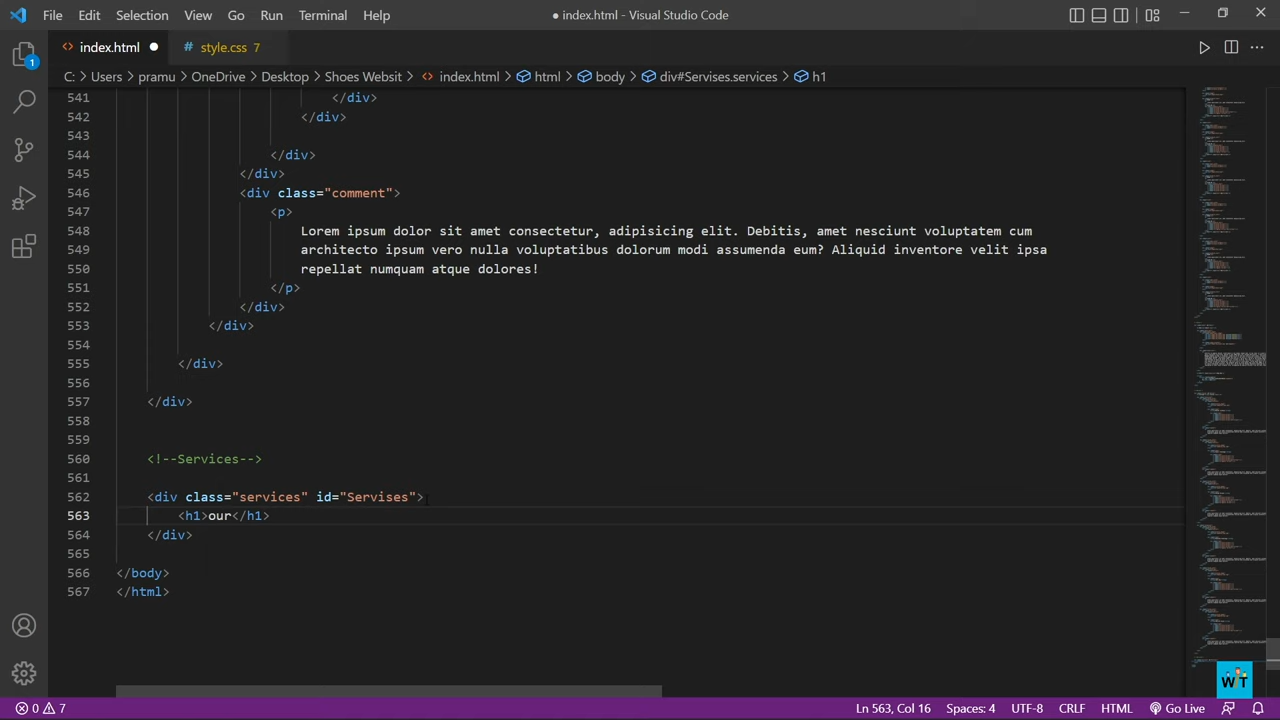 File Edit Selection View Go Run Terminal Help
● index.html - Visual Studio Code
index.html ●
# style.css 7
C: > Users > pramu > OneDrive > Desktop > Shoes Websit > index.html > html > body > div#Servises.services > h1
541 </div>
542 </div>
543
544 </div>
545 </div>
546 <div class="comment">
547 <p>
548 Lorem ipsum dolor sit amet consectetur, adipisicing elit. Debitis, amet nesciunt voluptatem cum
549 architecto ipsum vero nulla voluptatibus dolorum rem assumenda eum? Aliquid inventore velit ipsa
550 repellat numquam atque dolores!
551 </p>
552 </div>
553 </div>
554
555 </div>
556
557 </div>
558
559
560 <!--Services-->
561
562 <div class="services" id="Servises">
563 <h1>our</h1>
564 </div>
565
566 </body>
567 </html>
1
WT
0 7
Ln 563, Col 16 Spaces: 4 UTF-8 CRLF HTML Go Live